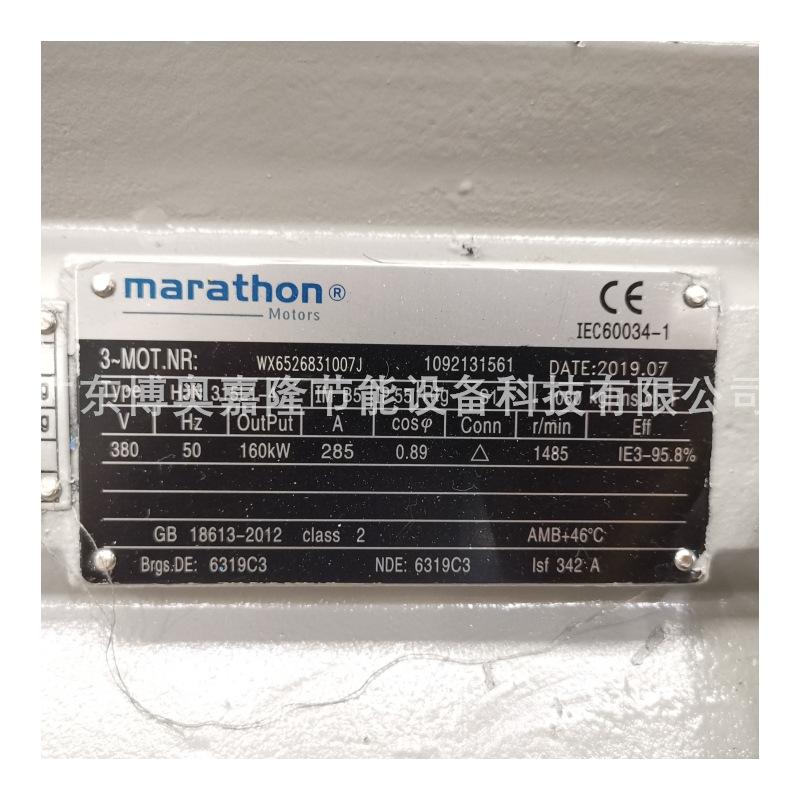 marathon®
Motors
CE
IEC60034-1
3~MOT.NR: WX6526831007J 1092131561 DATE:2019.07
广东博奥嘉隆节能设备科技有限公司
Type
V Hz OutPut A cosφ Conn r/min Eff
380 50 160kW 285 0.89 △ 1485 IE3-95.8%
GB 18613-2012 class 2 AMB+46°C
Brgs.DE: 6319C3 NDE: 6319C3 Isf 342 A